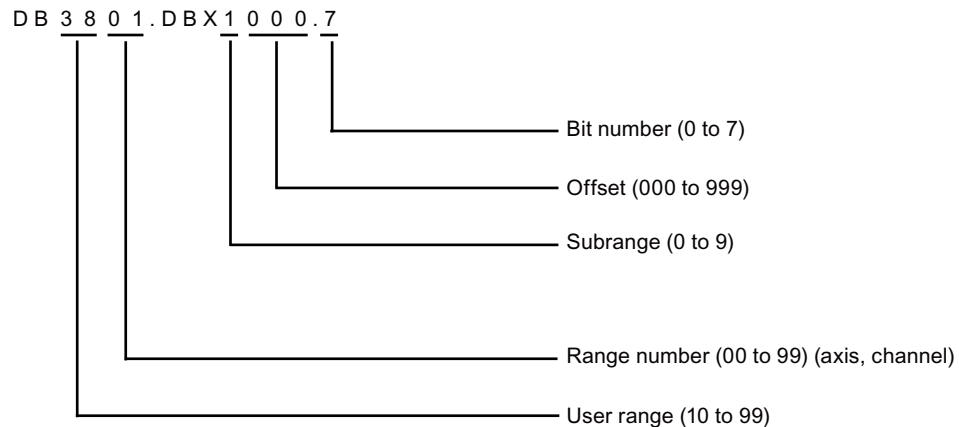 DB3801.DBX1000.7
Bit number (0 to 7)
Offset (000 to 999)
Subrange (0 to 9)
Range number (00 to 99) (axis, channel)
User range (10 to 99)